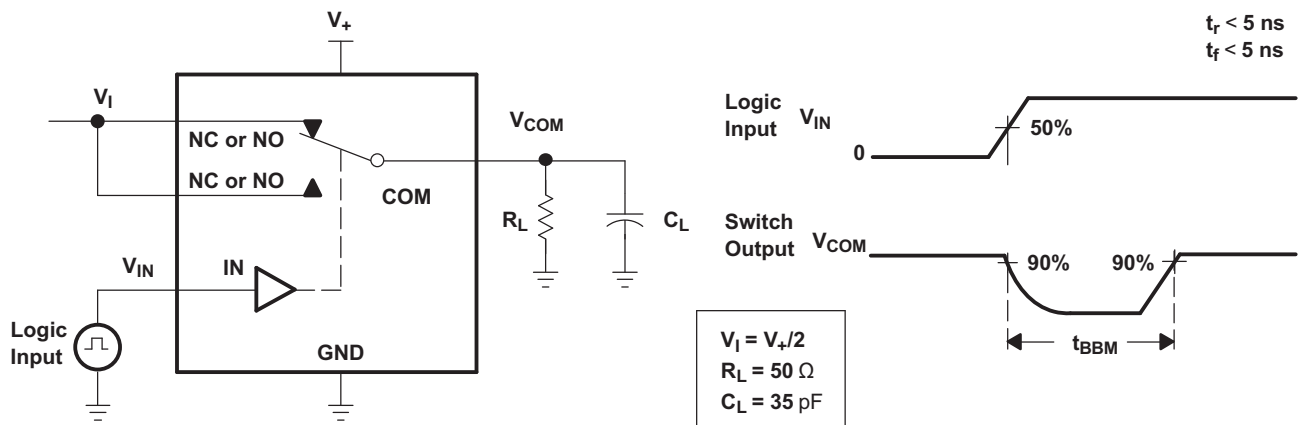 V+
VI
NC or NO
NC or NO
COM
VCOM
RL
CL
VIN
IN
Logic
Input
GND
tr < 5 ns
tf < 5 ns
Logic
Input
VIN
50%
0
Switch
Output
VCOM
90%
90%
tBBM
VI = V+/2
RL = 50 Ω
CL = 35 pF